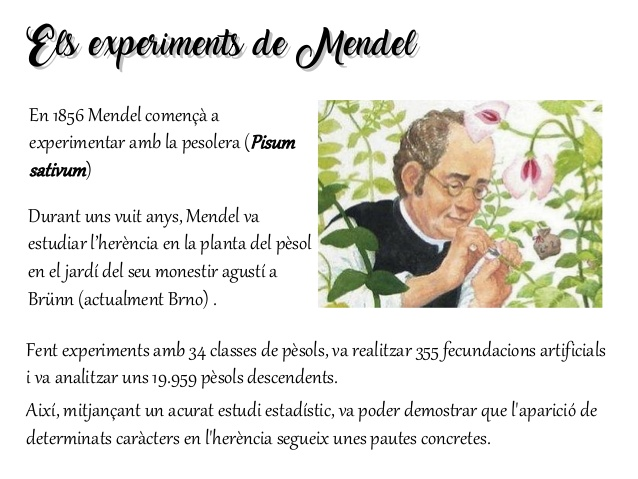 Els experiments de Mendel
En 1856 Mendel començà a
experimentar amb la pesolera (Pisum
sativum)
Durant uns vuit anys, Mendel va
estudiar l’herència en la planta del pèsol
en el jardí del seu monestir agustí a
Brünn (actualment Brno) .
Fent experiments amb 34 classes de pèsols, va realitzar 355 fecundacions artificials
i va analitzar uns 19.959 pèsols descendents.
Així, mitjançant un acurat estudi estadístic, va poder demostrar que l'aparició de
determinats caràcters en l'herència segueix unes pautes concretes.